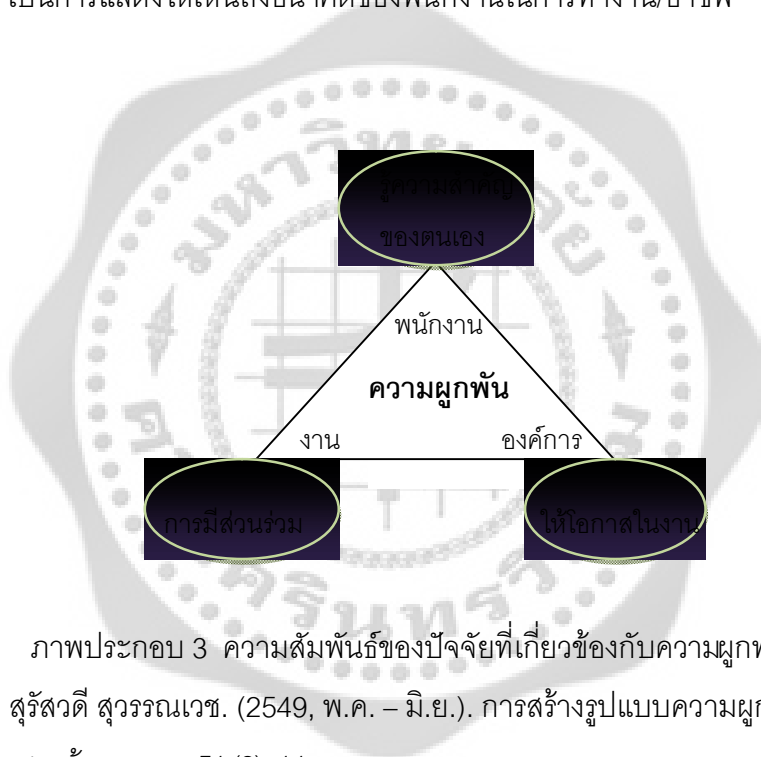 รู้ความสำคัญ
ของตนเอง
พนักงาน
ความผูกพัน
งาน องค์การ
การมีส่วนร่วม ให้โอกาสในงาน
ภาพประกอบ 3 ความสัมพันธ์ของปัจจัยที่เกี่ยวข้องกับความผูกพ
สุรัสวดี สุวรรณเวช. (2549, พ.ค. – มิ.ย.). การสร้างรูปแบบความผูก